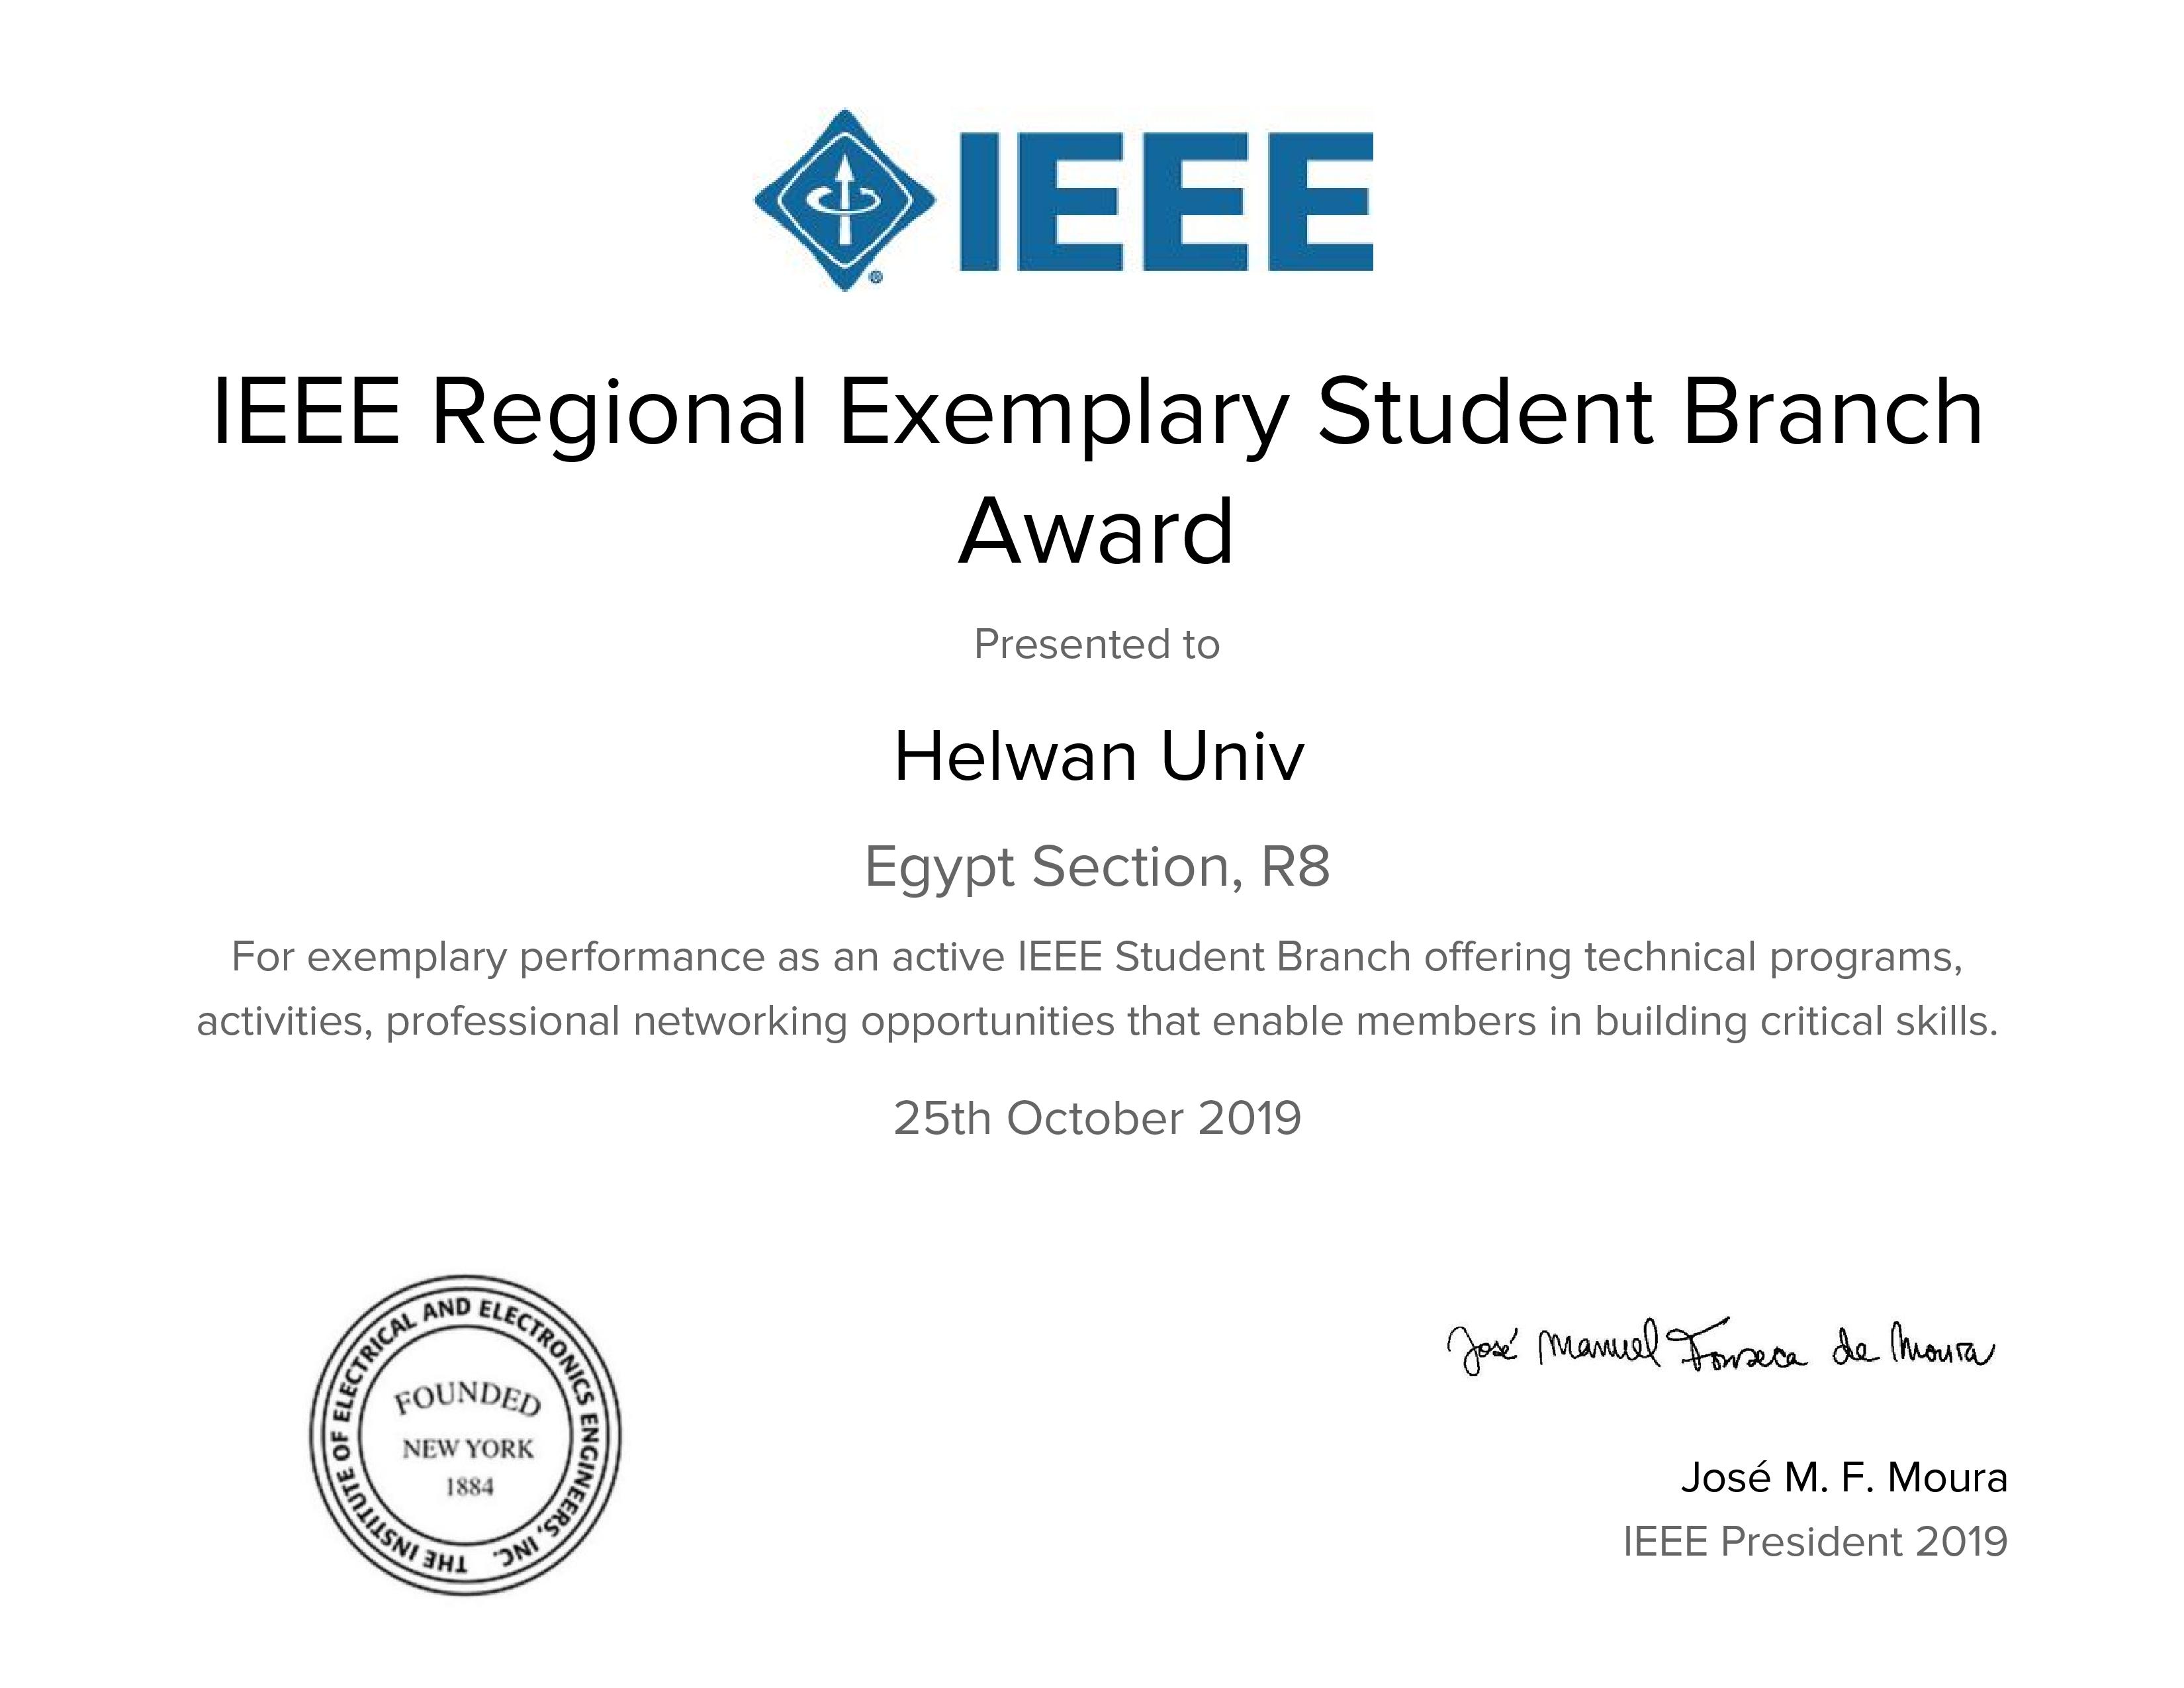 IEEE
IEEE Regional Exemplary Student Branch
Award
Presented to
Helwan Univ
Egypt Section, R8
For exemplary performance as an active IEEE Student Branch offering technical programs,
activities, professional networking opportunities that enable members in building critical skills.
25th October 2019
THE INSTITUTE OF ELECTRICAL AND ELECTRONICS ENGINEERS, INC.
FOUNDED
NEW YORK
1884
José Manuel Fonseca de Moura
José M. F. Moura
IEEE President 2019